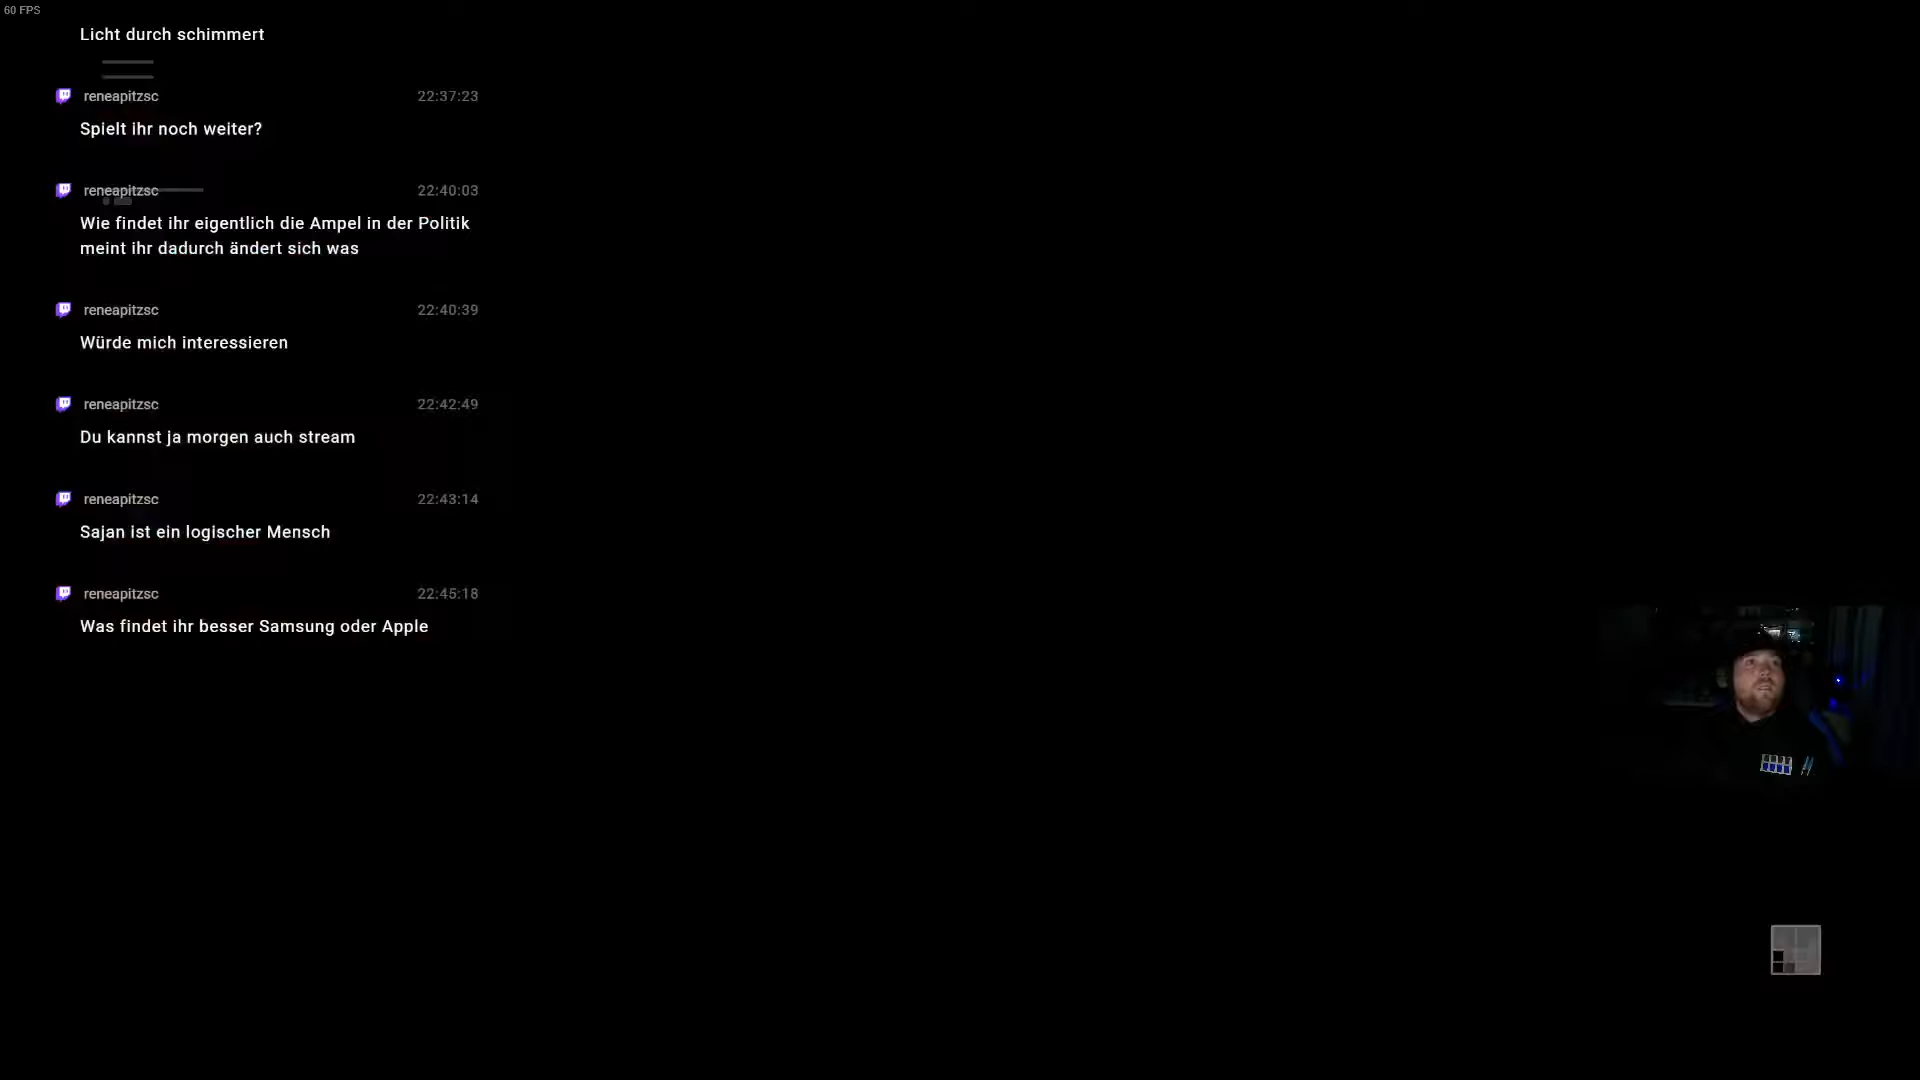 60 FPS
Licht durch schimmert
reneapitzsc 22:37:23
Spielt ihr noch weiter?
reneapitzsc 22:40:03
Wie findet ihr eigentlich die Ampel in der Politik
meint ihr dadurch ändert sich was
reneapitzsc 22:40:39
Würde mich interessieren
reneapitzsc 22:42:49
Du kannst ja morgen auch stream
reneapitzsc 22:43:14
Sajan ist ein logischer Mensch
reneapitzsc 22:45:18
Was findet ihr besser Samsung oder Apple